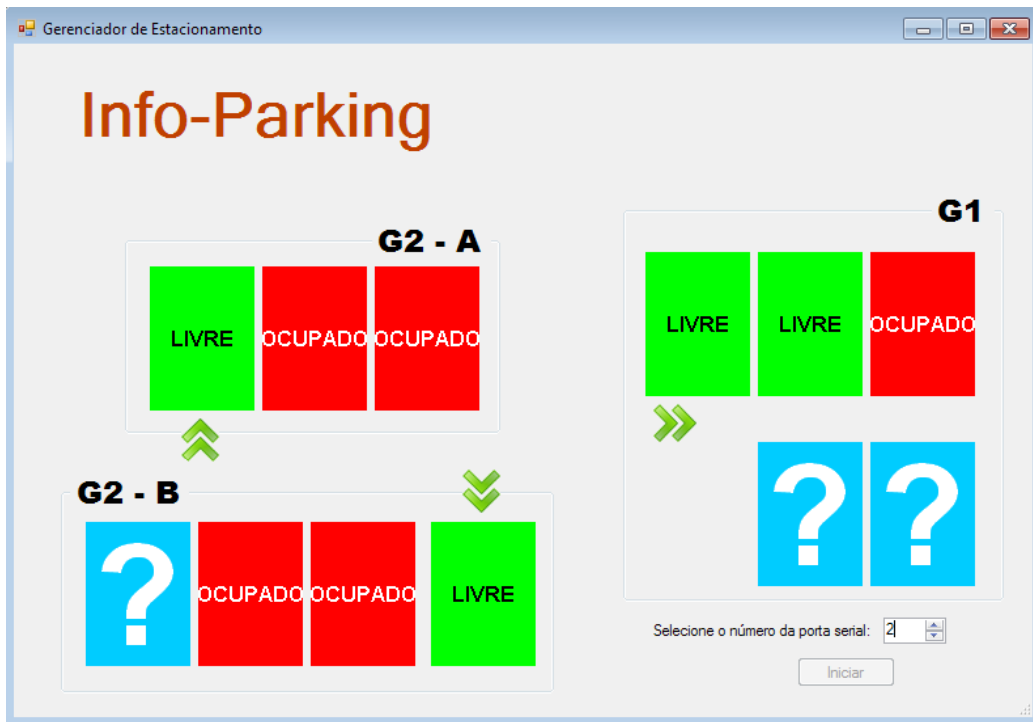 Gerenciador de Estacionamento
Info-Parking
G2 - A
LIVRE OCUPADO OCUPADO
G2 - B
? OCUPADO OCUPADO LIVRE
G1
LIVRE LIVRE OCUPADO
? ?
Selecione o número da porta serial: 2
Iniciar